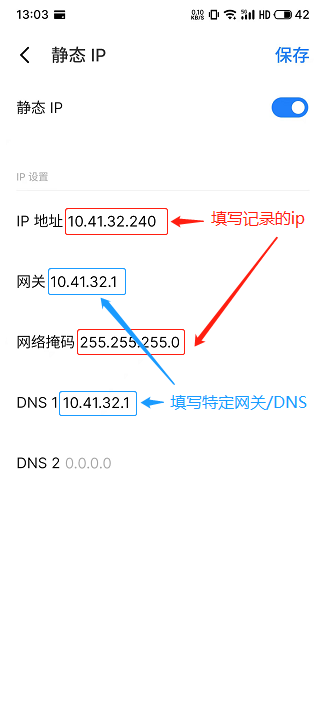 13:03 0.10 KB/S 5G HD 42
静态 IP 保存
静态 IP
IP 设置
IP 地址 10.41.32.240 填写记录的ip
网关 10.41.32.1
网络掩码 255.255.255.0
DNS 1 10.41.32.1 填写特定网关/DNS
DNS 2 0.0.0.0